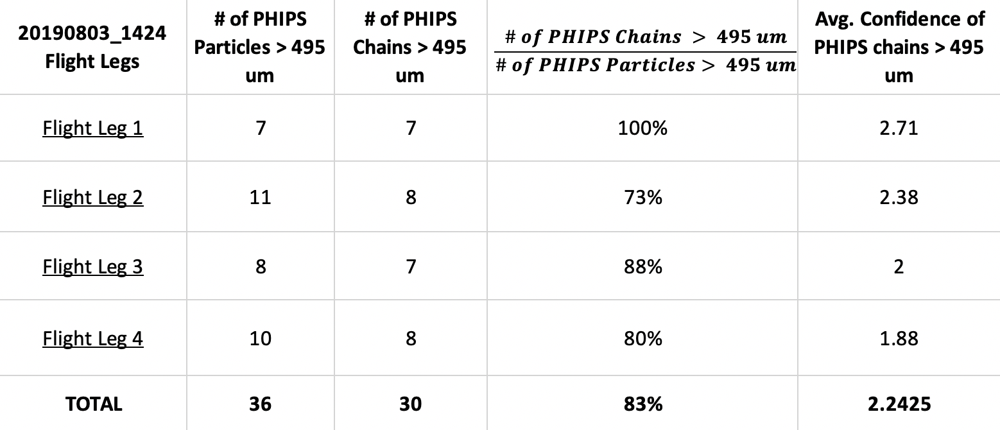 20190803_1424 Flight Legs
# of PHIPS Particles > 495 um
# of PHIPS Chains > 495 um
# of PHIPS Chains > 495 um
# of PHIPS Particles > 495 um
Avg. Confidence of PHIPS chains > 495 um
Flight Leg 1 7 7 100% 2.71
Flight Leg 2 11 8 73% 2.38
Flight Leg 3 8 7 88% 2
Flight Leg 4 10 8 80% 1.88
TOTAL 36 30 83% 2.2425